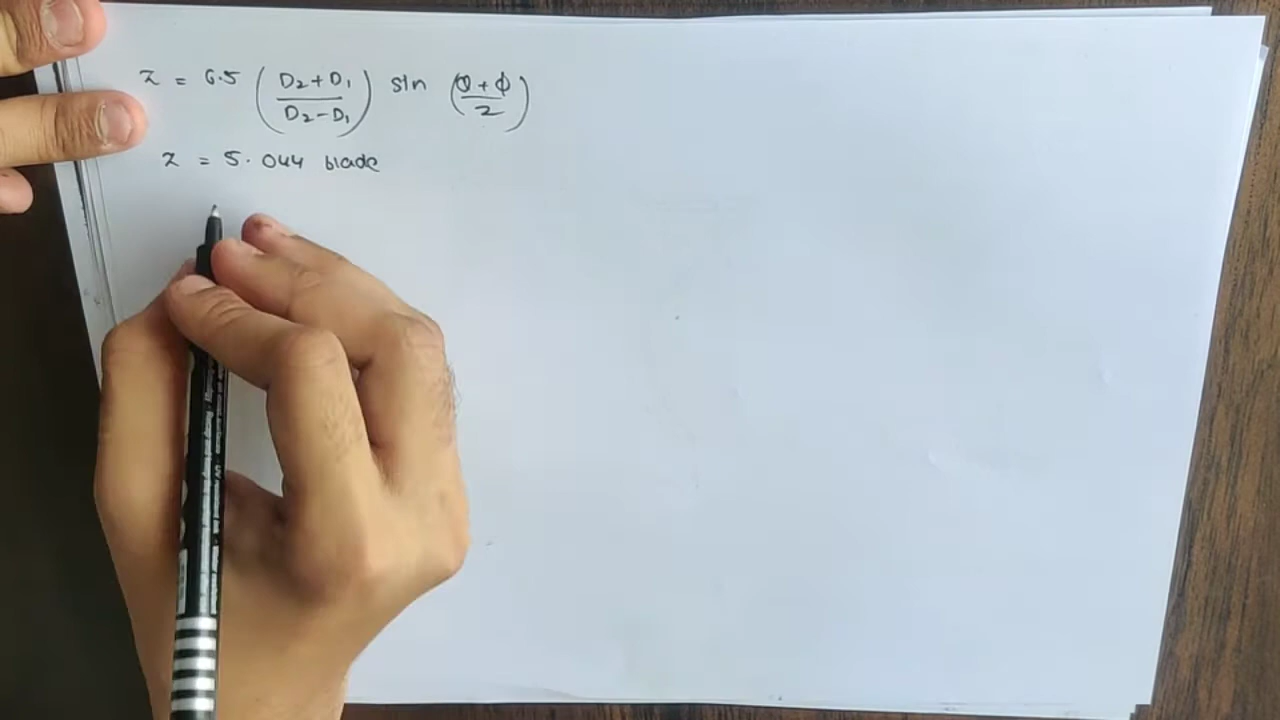 z = 6.5 (D₂+D₁ / D₂-D₁) sin (θ+ϕ / 2)
z = 5.044 blade